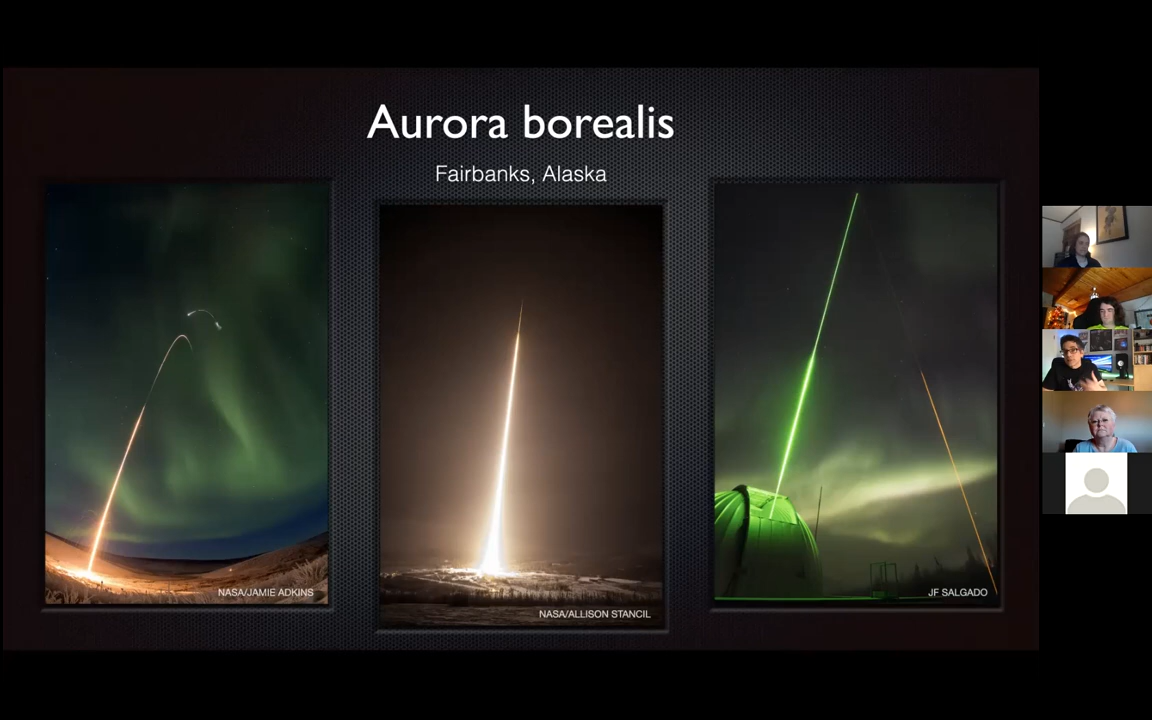 Aurora borealis
Fairbanks, Alaska
NASA/JAMIE ADKINS
NASA/ALLISON STANCIL
JF SALGADO